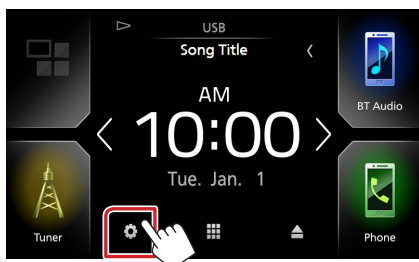 USB
Song Title
BT Audio
AM
10:00
Tue. Jan. 1
Tuner
Phone